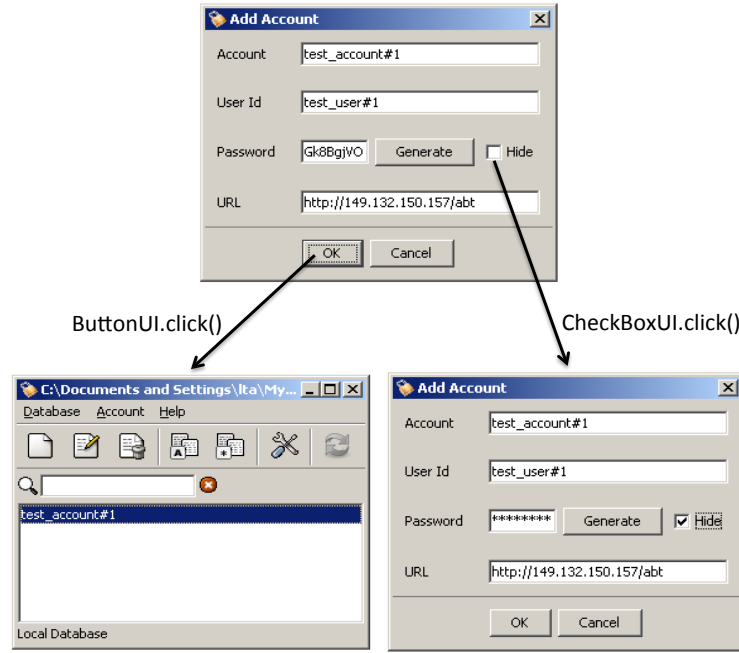 Add Account
Account test_account#1
User Id test_user#1
Password Gk8BgjVO Generate Hide
URL http://149.132.150.157/abt
OK Cancel
ButtonUI.click()
CheckBoxUI.click()
C:\Documents and Settings\lta\My...
Database Account Help
test_account#1
Local Database
Add Account
Account test_account#1
User Id test_user#1
Password ******** Generate Hide
URL http://149.132.150.157/abt
OK Cancel